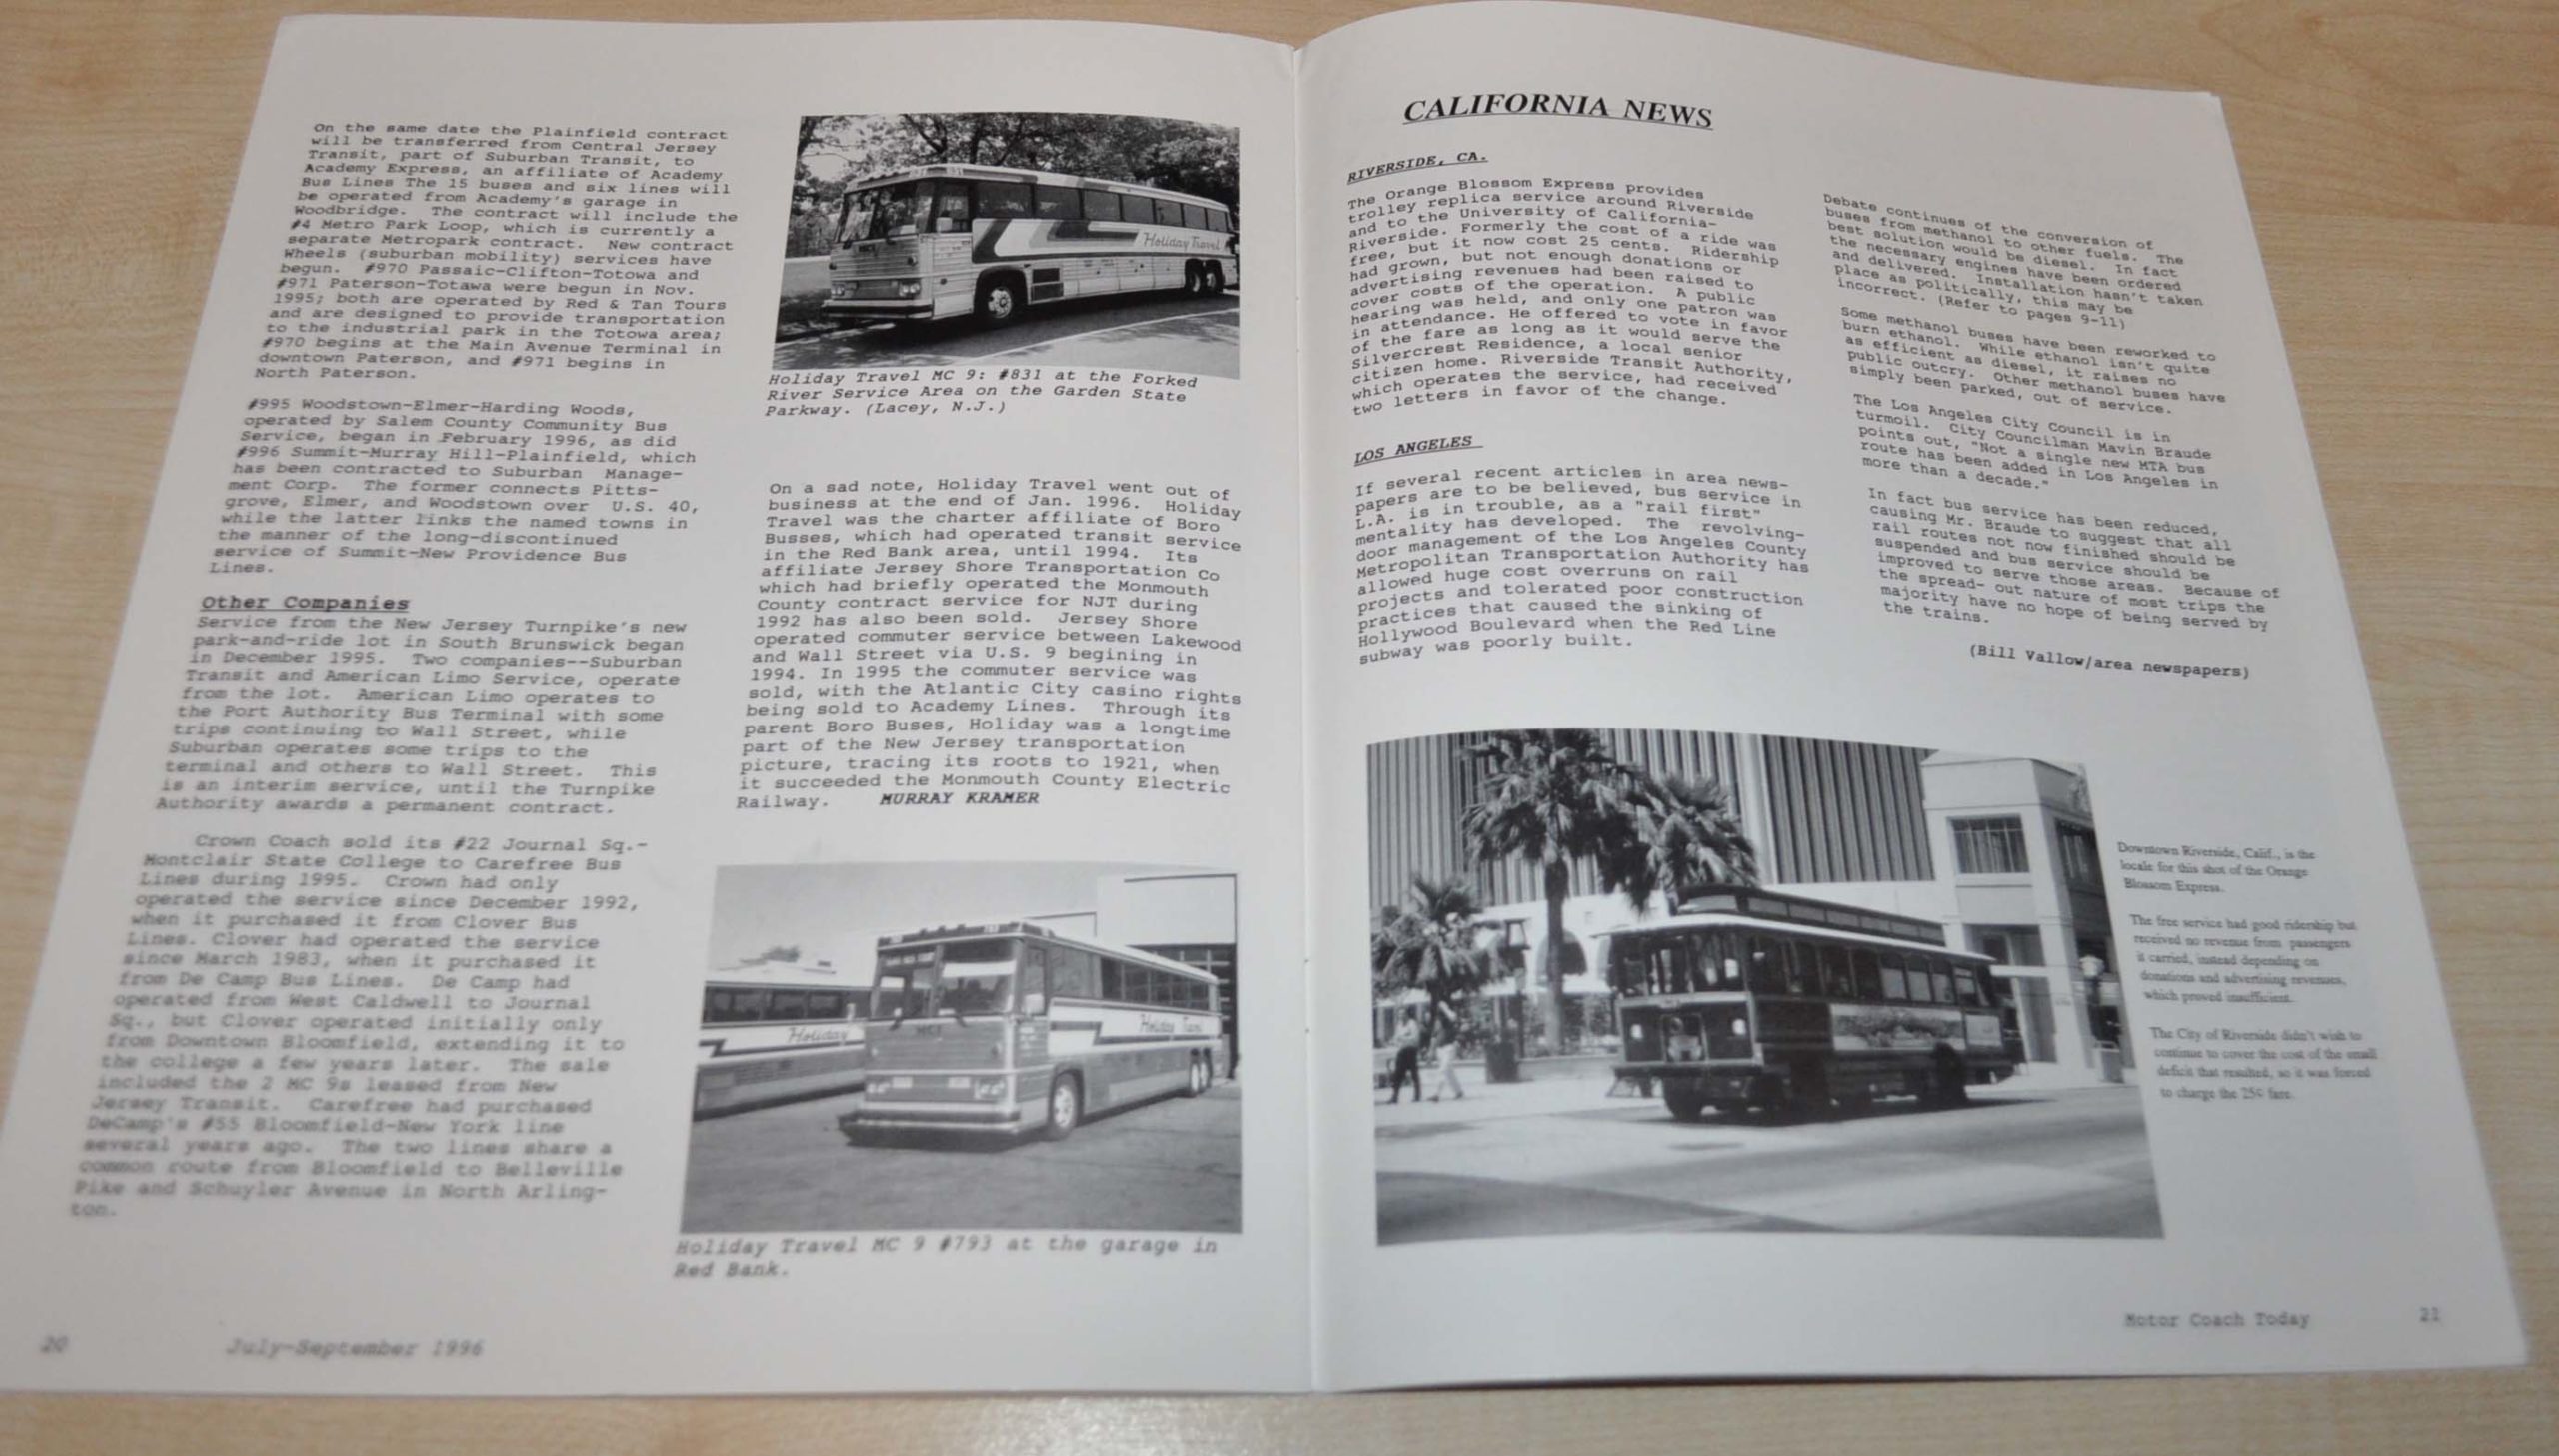 On the same date the Plainfield contract
will be transferred from Central Jersey
Transit, part of Suburban Transit, to
Academy Express, an affiliate of Academy
Bus Lines The 15 buses and six lines will
be operated from Academy's garage in
Woodbridge. The contract will include the
#4 Metro Park Loop, which is currently a
separate Metropark contract. New contract
Wheels (suburban mobility) services have
begun. #970 Passaic-Clifton-Totowa and
#971 Paterson-Totawa were begun in Nov.
1995; both are operated by Red & Tan Tours
and are designed to provide transportation
to the industrial park in the Totowa area;
#970 begins at the Main Avenue Terminal in
downtown Paterson, and #971 begins in
North Paterson.
#995 Woodstown-Elmer-Harding Woods,
operated by Salem County Community Bus
Service, began in February 1996, as did
#996 Summit-Murray Hill-Plainfield, which
has been contracted to Suburban Manage-
ment Corp. The former connects Pitts-
grove, Elmer, and Woodstown over U.S. 40,
while the latter links the named towns in
the manner of the long-discontinued
service of Summit-New Providence Bus
Lines.
Other Companies
Service from the New Jersey Turnpike's new
park-and-ride lot in South Brunswick began
in December 1995. Two companies--Suburban
Transit and American Limo Service, operate
from the lot. American Limo operates to
the Port Authority Bus Terminal with some
trips continuing to Wall Street, while
Suburban operates some trips to the
terminal and others to Wall Street. This
is an interim service, until the Turnpike
Authority awards a permanent contract.
Crown Coach sold its #22 Journal Sq.-
Montclair State College to Carefree Bus
Lines during 1995. Crown had only
operated the service since December 1992,
when it purchased it from Clover Bus
Lines. Clover had operated the service
since March 1983, when it purchased it
from De Camp Bus Lines. De Camp had
operated from West Caldwell to Journal
Sq., but Clover operated initially only
from Downtown Bloomfield, extending it to
the college a few years later. The sale
included the 2 MC 9s leased from New
Jersey Transit. Carefree had purchased
DeCamp's #55 Bloomfield-New York line
several years ago. The two lines share a
common route from Bloomfield to Belleville
Pike and Schuyler Avenue in North Arling-
ton.
Holiday Travel
Holiday Travel MC 9: #831 at the Forked
River Service Area on the Garden State
Parkway. (Lacey, N.J.)
On a sad note, Holiday Travel went out of
business at the end of Jan. 1996. Holiday
Travel was the charter affiliate of Boro
Busses, which had operated transit service
in the Red Bank area, until 1994. Its
affiliate Jersey Shore Transportation Co
which had briefly operated the Monmouth
County contract service for NJT during
1992 has also been sold. Jersey Shore
operated commuter service between Lakewood
and Wall Street via U.S. 9 begining in
1994. In 1995 the commuter service was
sold, with the Atlantic City casino rights
being sold to Academy Lines. Through its
parent Boro Buses, Holiday was a longtime
part of the New Jersey transportation
picture, tracing its roots to 1921, when
it succeeded the Monmouth County Electric
Railway. MURRAY KRAMER
Holiday
MCI
Holiday Travel
Holiday Travel MC 9 #793 at the garage in
Red Bank.
20
July-September 1996
CALIFORNIA NEWS
RIVERSIDE, CA.
The Orange Blossom Express provides
trolley replica service around Riverside
and to the University of California-
Riverside. Formerly the cost of a ride was
free, but it now cost 25 cents. Ridership
had grown, but not enough donations or
advertising revenues had been raised to
cover costs of the operation. A public
hearing was held, and only one patron was
in attendance. He offered to vote in favor
of the fare as long as it would serve the
Silvercrest Residence, a local senior
citizen home. Riverside Transit Authority,
which operates the service, had received
two letters in favor of the change.
LOS ANGELES
If several recent articles in area news-
papers are to be believed, bus service in
L.A. is in trouble, as a "rail first"
mentality has developed. The revolving-
door management of the Los Angeles County
Metropolitan Transportation Authority has
allowed huge cost overruns on rail
projects and tolerated poor construction
practices that caused the sinking of
Hollywood Boulevard when the Red Line
subway was poorly built.
Debate continues of the conversion of
buses from methanol to other fuels. The
best solution would be diesel. In fact
the necessary engines have been ordered
and delivered. Installation hasn't taken
place as politically, this may be
incorrect. (Refer to pages 9-11)
Some methanol buses have been reworked to
burn ethanol. While ethanol isn't quite
as efficient as diesel, it raises no
public outcry. Other methanol buses have
simply been parked, out of service.
The Los Angeles City Council is in
turmoil. City Councilman Mavin Braude
points out, "Not a single new MTA bus
route has been added in Los Angeles in
more than a decade."
In fact bus service has been reduced,
causing Mr. Braude to suggest that all
rail routes not now finished should be
suspended and bus service should be
improved to serve those areas. Because of
the spread- out nature of most trips the
majority have no hope of being served by
the trains.
(Bill Vallow/area newspapers)
Downtown Riverside, Calif., is the
locale for this shot of the Orange
Blossom Express.
The free service had good ridership but
received no revenue from passengers
it carried, instead depending on
donations and advertising revenues,
which proved insufficient.
The City of Riverside didn't wish to
continue to cover the cost of the small
deficit that resulted, so it was forced
to charge the 25¢ fare.
Motor Coach Today
21